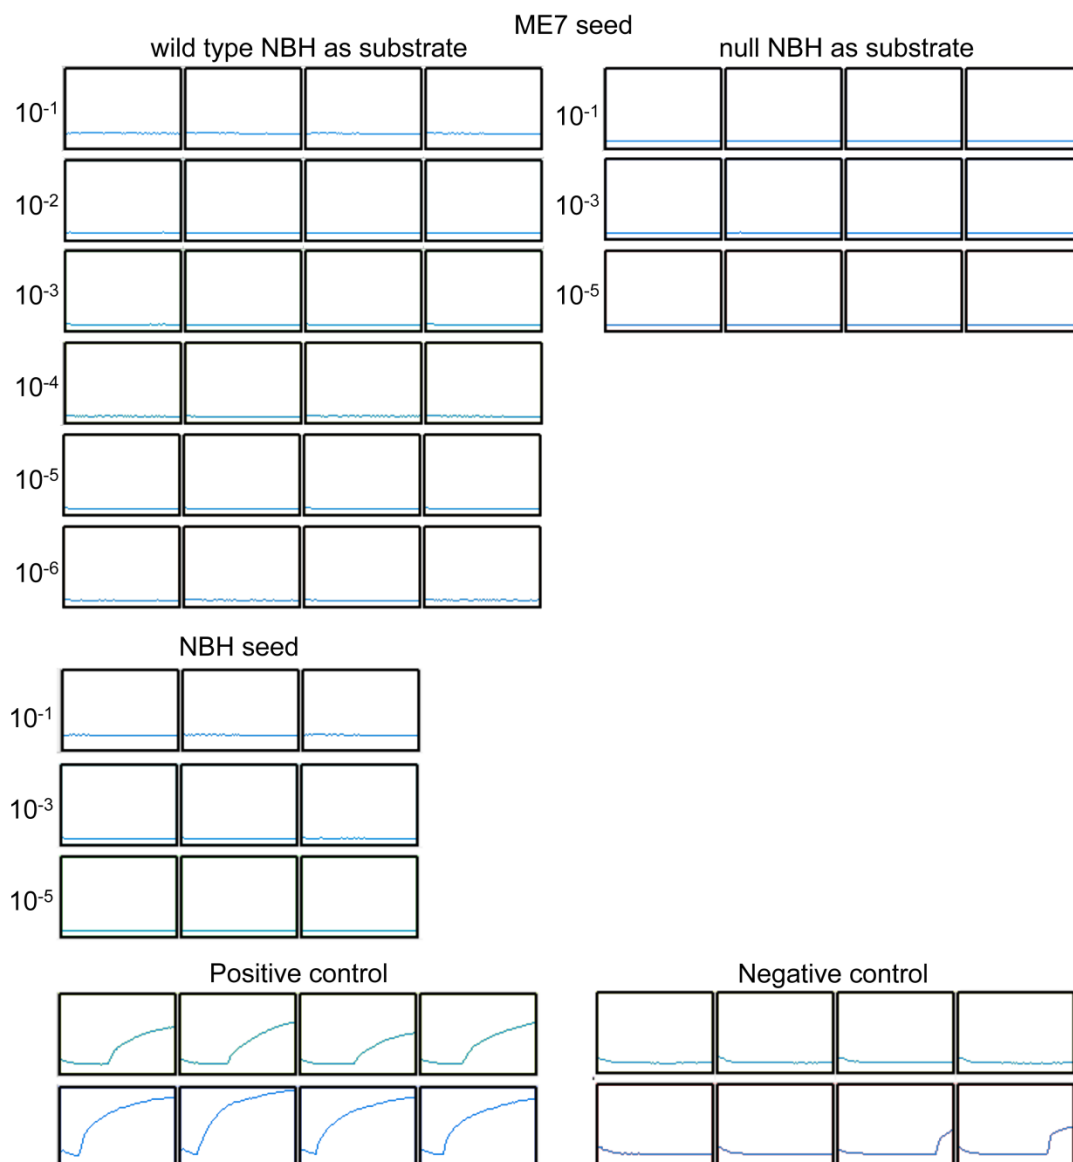 ME7 seed
wild type NBH as substrate
null NBH as substrate
10-1
10-2
10-3
10-4
10-5
10-6
10-1
10-3
10-5
NBH seed
10-1
10-3
10-5
Positive control
Negative control